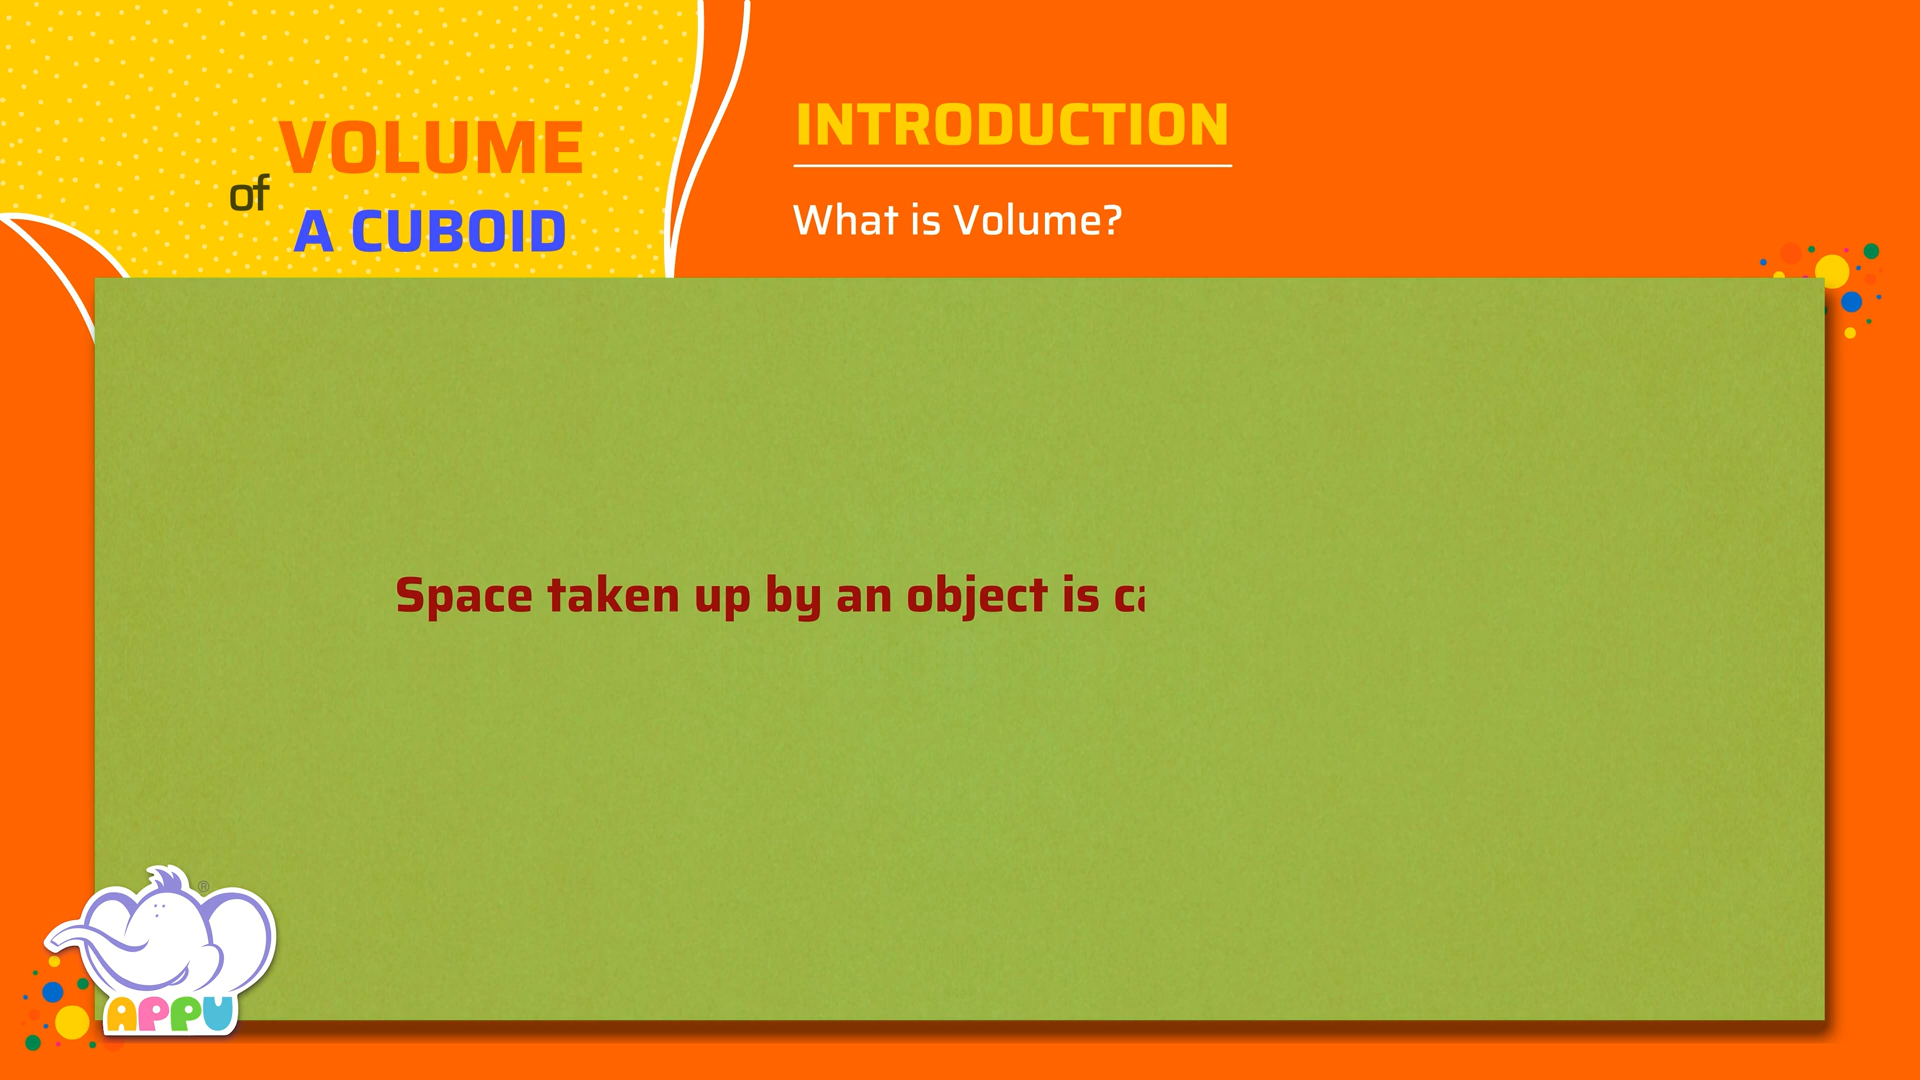 VOLUME
of
A CUBOID
INTRODUCTION
What is Volume?
Space taken up by an object is
APPU
®